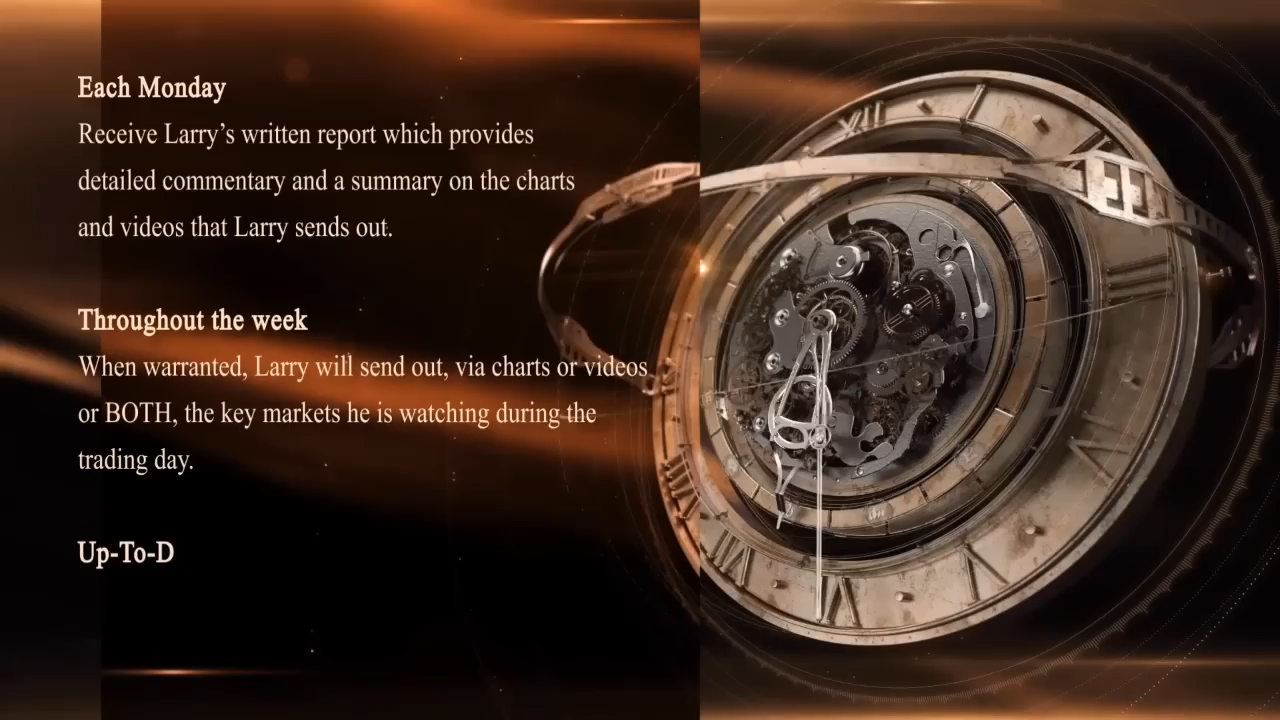 Each Monday
Receive Larry’s written report which provides
detailed commentary and a summary on the charts
and videos that Larry sends out.
Throughout the week
When warranted, Larry will send out, via charts or videos
or BOTH, the key markets he is watching during the
trading day.
Up-To-D